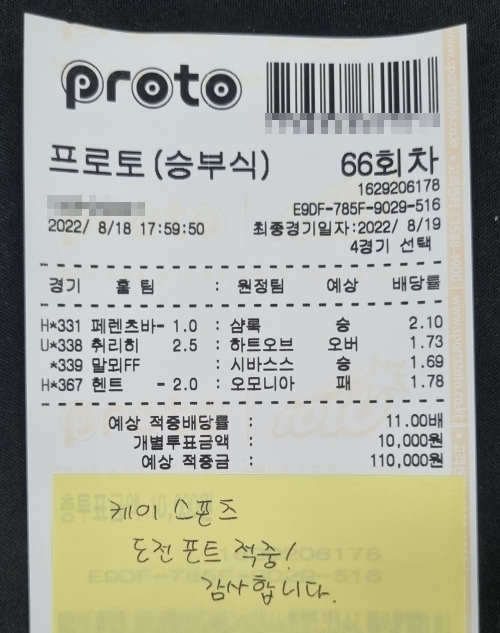 proto
프로토(승부식) 66회차
1629206178
E9DF-785F-9029-516
2022/ 8/18 17:59:50 최종경기일자:2022/ 8/19
4경기 선택
경기 홈 팀 : 원정팀 예상 배당률
H*331 페렌츠바- 1.0 : 샴록 승 2.10
U*338 취리히 2.5 : 하트오브 오버 1.73
*339 말뫼FF : 시바스스 승 1.69
H*367 헨트 - 2.0 : 오모니아 패 1.78
예상 적중배당률 : 11.00배
개별투표금액 : 10,000원
예상 적중금 : 110,000원
케이 스폰즈
도전 포트 적중!
감사합니다.